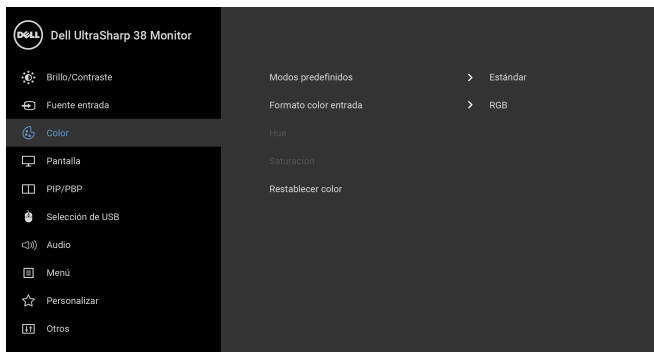 DELL Dell UltraSharp 38 Monitor
Brillo/Contraste
Modos predefinidos > Estándar
Fuente entrada
Formato color entrada > RGB
Color
Hue
Pantalla
Saturación
PIP/PBP
Restablecer color
Selección de USB
Audio
Menú
Personalizar
Otros